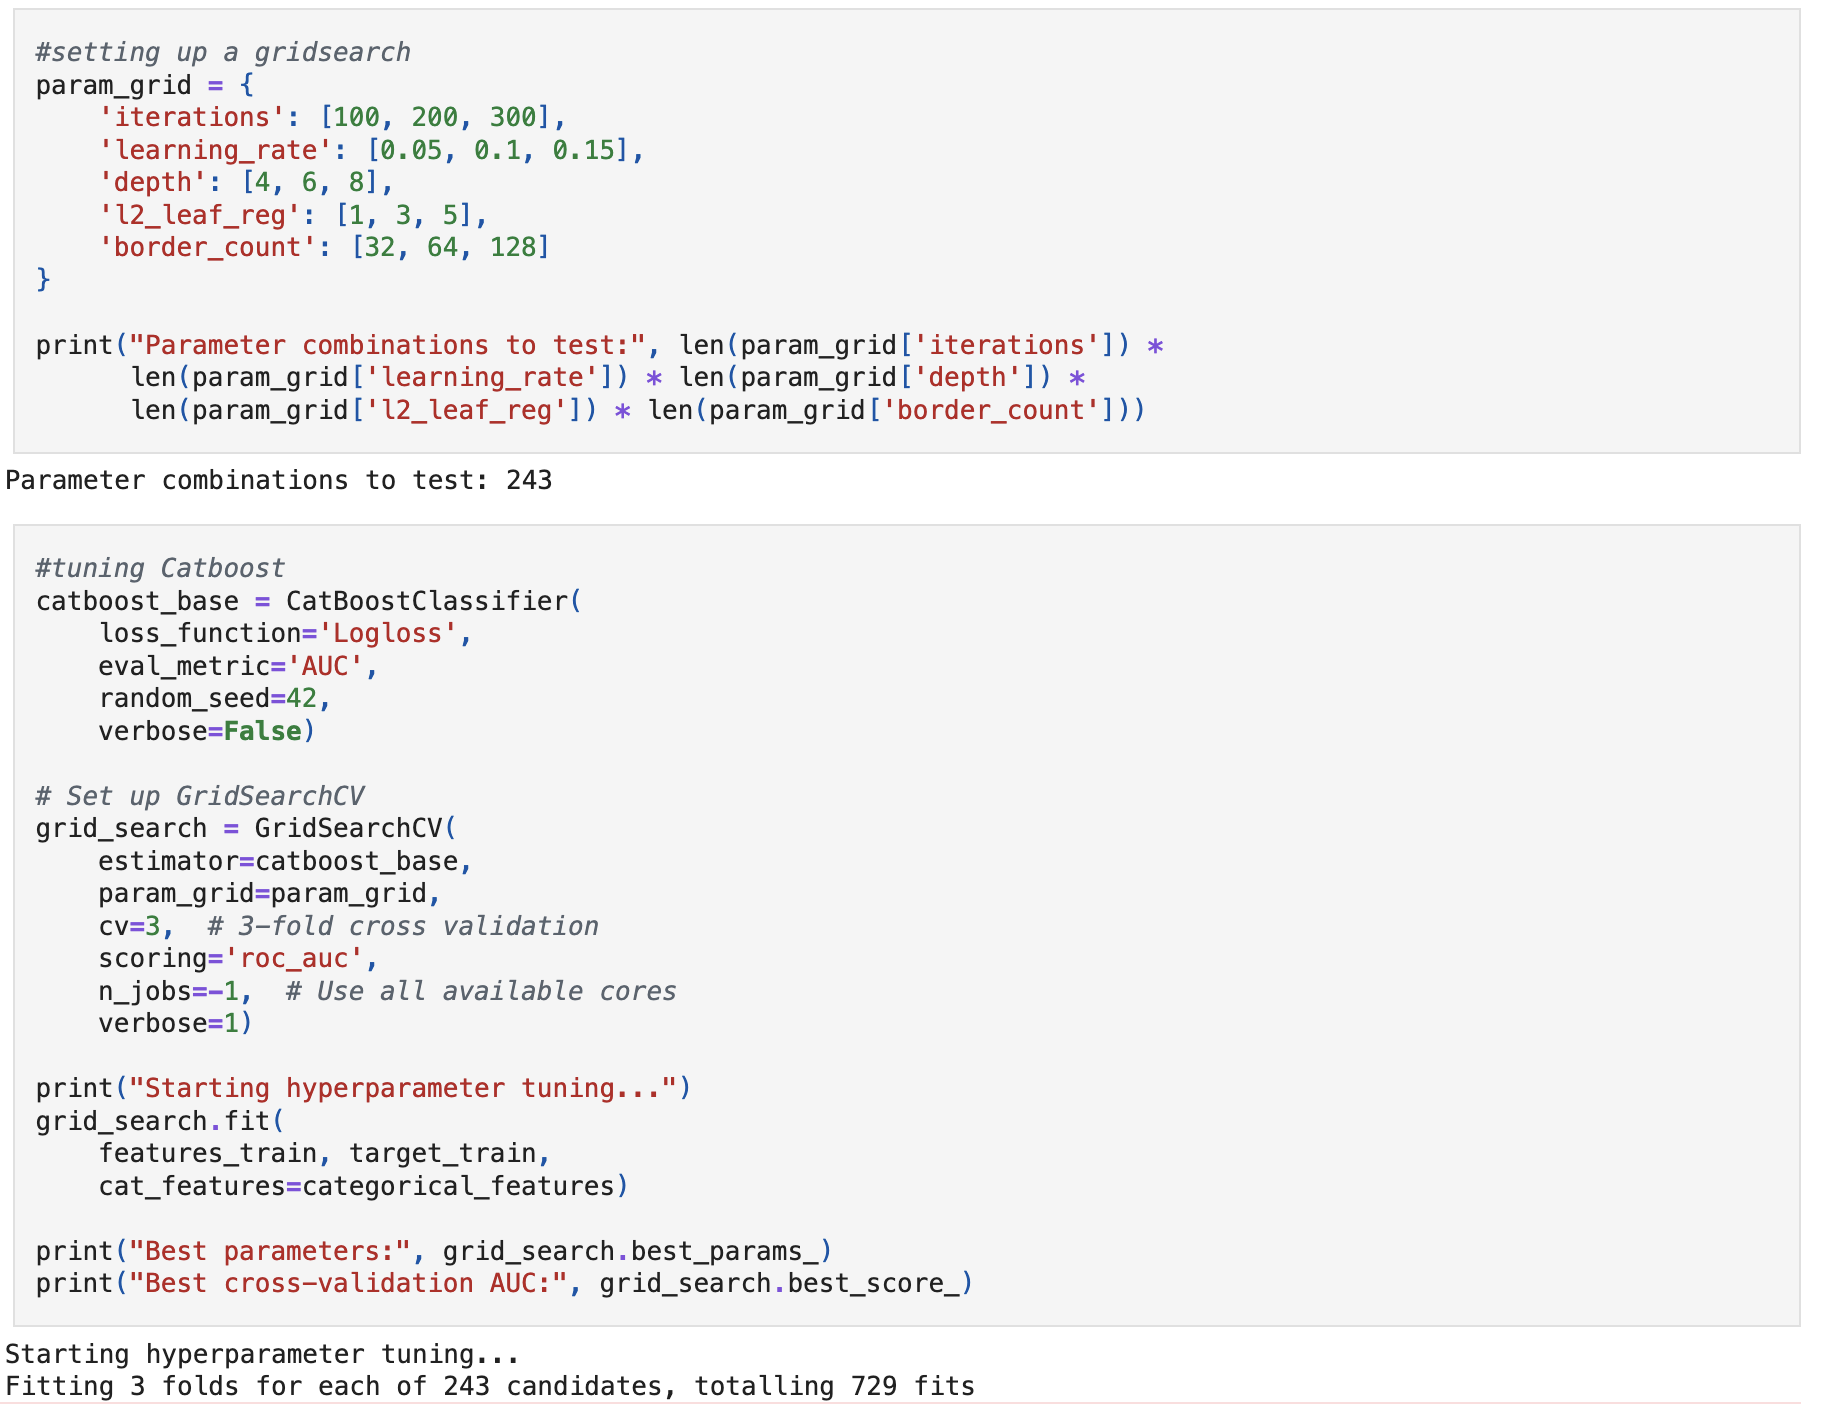 #setting up a gridsearch
param_grid = {
    'iterations': [100, 200, 300],
    'learning_rate': [0.05, 0.1, 0.15],
    'depth': [4, 6, 8],
    'l2_leaf_reg': [1, 3, 5],
    'border_count': [32, 64, 128]
}
print("Parameter combinations to test:", len(param_grid['iterations']) *
      len(param_grid['learning_rate']) * len(param_grid['depth']) *
      len(param_grid['l2_leaf_reg']) * len(param_grid['border_count']))
Parameter combinations to test: 243
#tuning Catboost
catboost_base = CatBoostClassifier(
    loss_function='Logloss',
    eval_metric='AUC',
    random_seed=42,
    verbose=False)
# Set up GridSearchCV
grid_search = GridSearchCV(
    estimator=catboost_base,
    param_grid=param_grid,
    cv=3,  # 3-fold cross validation
    scoring='roc_auc',
    n_jobs=-1,  # Use all available cores
    verbose=1)
print("Starting hyperparameter tuning...")
grid_search.fit(
    features_train, target_train,
    cat_features=categorical_features)
print("Best parameters:", grid_search.best_params_)
print("Best cross-validation AUC:", grid_search.best_score_)
Starting hyperparameter tuning...
Fitting 3 folds for each of 243 candidates, totalling 729 fits